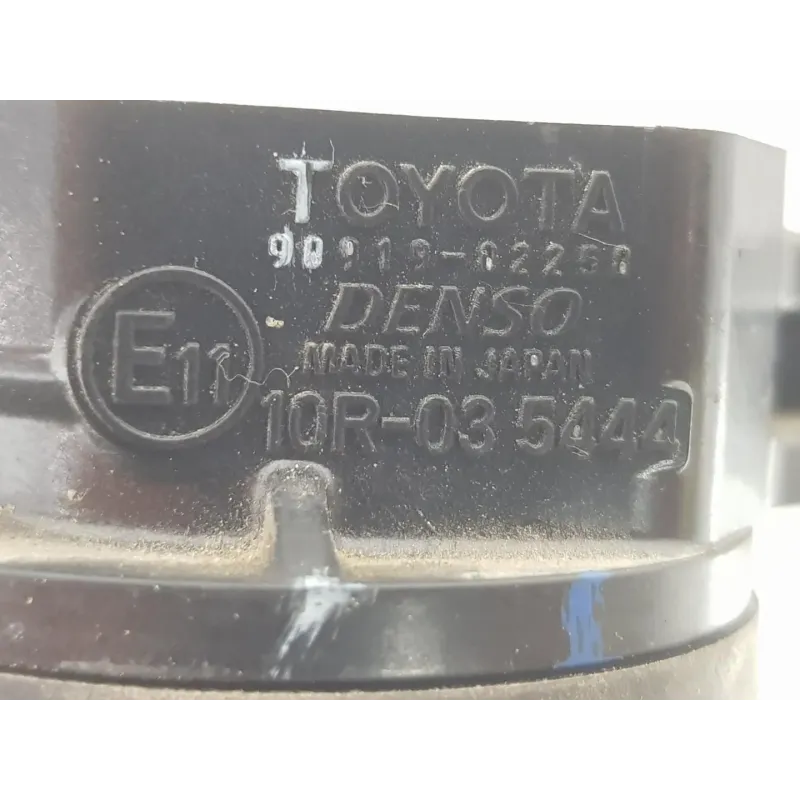 TOYOTA
90919-02258
DENSO
MADE IN JAPAN
E11
10R-03 5444